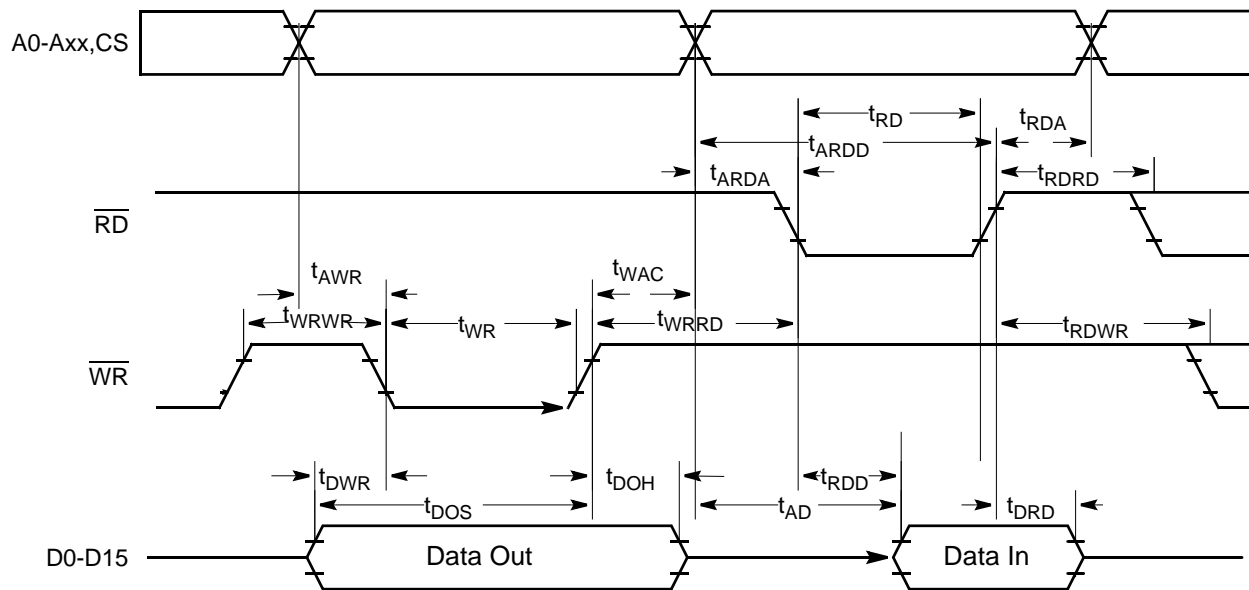 A0-Axx,CS
tRD
tRDA
tARDD
tARDA
tRDRD
RD
tAWR
tWAC
tWRWR
tWR
tWRRD
tRDWR
WR
tDWR
tDOH
tRDD
tDOS
tAD
tDRD
D0-D15
Data Out
Data In